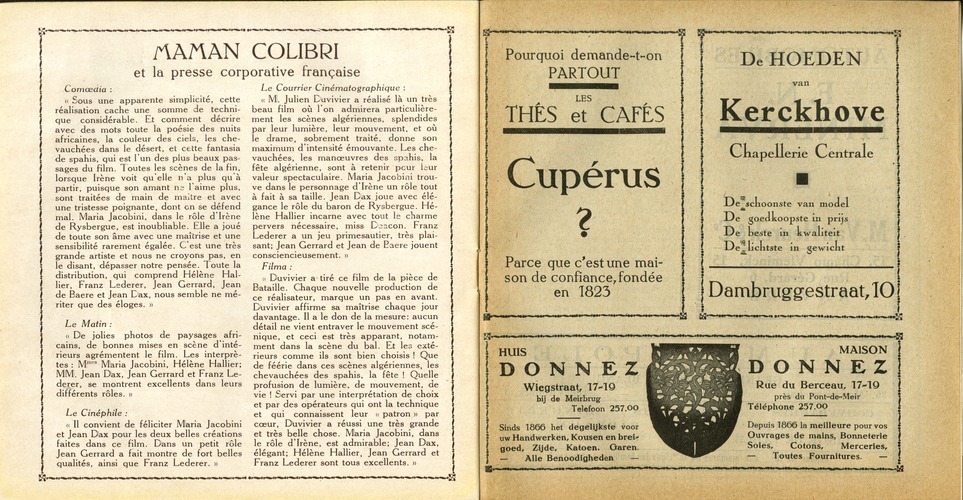 MAMAN COLIBRI
et la presse corporative française
Comœdia :
« Sous une apparente simplicité, cette
réalisation cache une somme de techni-
que considérable. Et comment décrire
avec des mots toute la poésie des nuits
africaines, la couleur des ciels, les che-
vauchées dans le désert, et cette fantasia
de spahis, qui est l'un des plus beaux pas-
sages du film. Toutes les scènes de la fin,
lorsque Irène voit qu'elle n'a plus qu'à
partir, puisque son amant ne l'aime plus,
sont traitées de main de maître et avec
une tristesse poignante, dont on se défend
mal. Maria Jacobini, dans le rôle d'Irène
de Rysbergue, est inoubliable. Elle a joué
de toute son âme avec une maîtrise et une
sensibilité rarement égalée. C'est une très
grande artiste et nous ne croyons pas, en
le disant, dépasser notre pensée. Toute la
distribution, qui comprend Hélène Hal-
lier, Franz Lederer, Jean Gerrard, Jean
de Baere et Jean Dax, nous semble ne mé-
riter que des éloges. »
Le Matin :
« De jolies photos de paysages afri-
cains, de bonnes mises en scène d'inté-
rieurs agrémentent le film. Les interprè-
tes : Mmes Maria Jacobini, Hélène Hallier;
MM. Jean Dax, Jean Gerrard et Franz Le-
derer, se montrent excellents dans leurs
différents rôles. »
Le Cinéphile :
« Il convient de féliciter Maria Jacobini
et Jean Dax pour les deux belles créations
faites dans ce film. Dans un petit rôle
Jean Gerrard a fait montre de fort belles
qualités, ainsi que Franz Lederer. »
Le Courrier Cinématographique :
« M. Julien Duvivier a réalisé là un très
beau film où l'on admirera particulière-
ment les scènes algériennes, splendides
par leur lumière, leur mouvement, et où
le drame, sobrement traité, donne son
maximum d'intensité émouvante. Les che-
vauchées, les manœuvres des spahis, la
fête algérienne, sont à retenir pour leur
valeur spectaculaire. Maria Jacobini trou-
ve dans le personnage d'Irène un rôle tout
à fait à sa taille. Jean Dax joue avec élé-
gance le rôle du baron de Rysbergue. Hé-
lène Hallier incarne avec tout le charme
pervers nécessaire, miss Deacon. Franz
Lederer a un jeu primesautier, très plai-
sant; Jean Gerrard et Jean de Baere jouent
consciencieusement. »
Filma :
« Duvivier a tiré ce film de la pièce de
Bataille. Chaque nouvelle production de
ce réalisateur, marque un pas en avant.
Duvivier affirme sa maîtrise chaque jour
davantage. Il a le don de la mesure: aucun
détail ne vient entraver le mouvement scé-
nique, et ceci est très apparent, notam-
ment dans la scène du bal. Et les exté-
rieurs comme ils sont bien choisis ! Que
de féérie dans ces scènes algériennes, les
chevauchées des spahis, la fête ! Quelle
profusion de lumière, de mouvement, de
vie ! Servi par une interprétation de choix
et par des opérateurs qui ont la technique
et qui connaissent leur « patron » par
cœur, Duvivier a réussi une très grande
et très belle chose. Maria Jacobini, dans
le rôle d'Irène, est admirable; Jean Dax,
élégant; Hélène Hallier, Jean Gerrard et
Franz Lederer sont tous excellents. »
Pourquoi demande-t-on
PARTOUT
LES
THÉS et CAFÉS
Cupérus
?
Parce que c'est une mai-
son de confiance, fondée
en 1823
De HOEDEN
van
Kerckhove
Chapellerie Centrale
De schoonste van model
De goedkoopste in prijs
De beste in kwaliteit
De lichtste in gewicht
Dambruggestraat, 10
HUIS
DONNEZ
Wiegstraat, 17-19
bij de Meirbrug
Telefoon 257.00
Sinds 1866 het degelijkste voor
uw Handwerken, Kousen en brei-
goed, Zijde, Katoen. Garen.
— Alle Benoodigheden —
MAISON
DONNEZ
Rue du Berceau, 17-19
près du Pont-de-Meir
Téléphone 257.00
Depuis 1866 la meilleure pour vos
Ouvrages de mains, Bonneterie
Soies, Cotons, Merceries,
— Toutes Fournitures. —